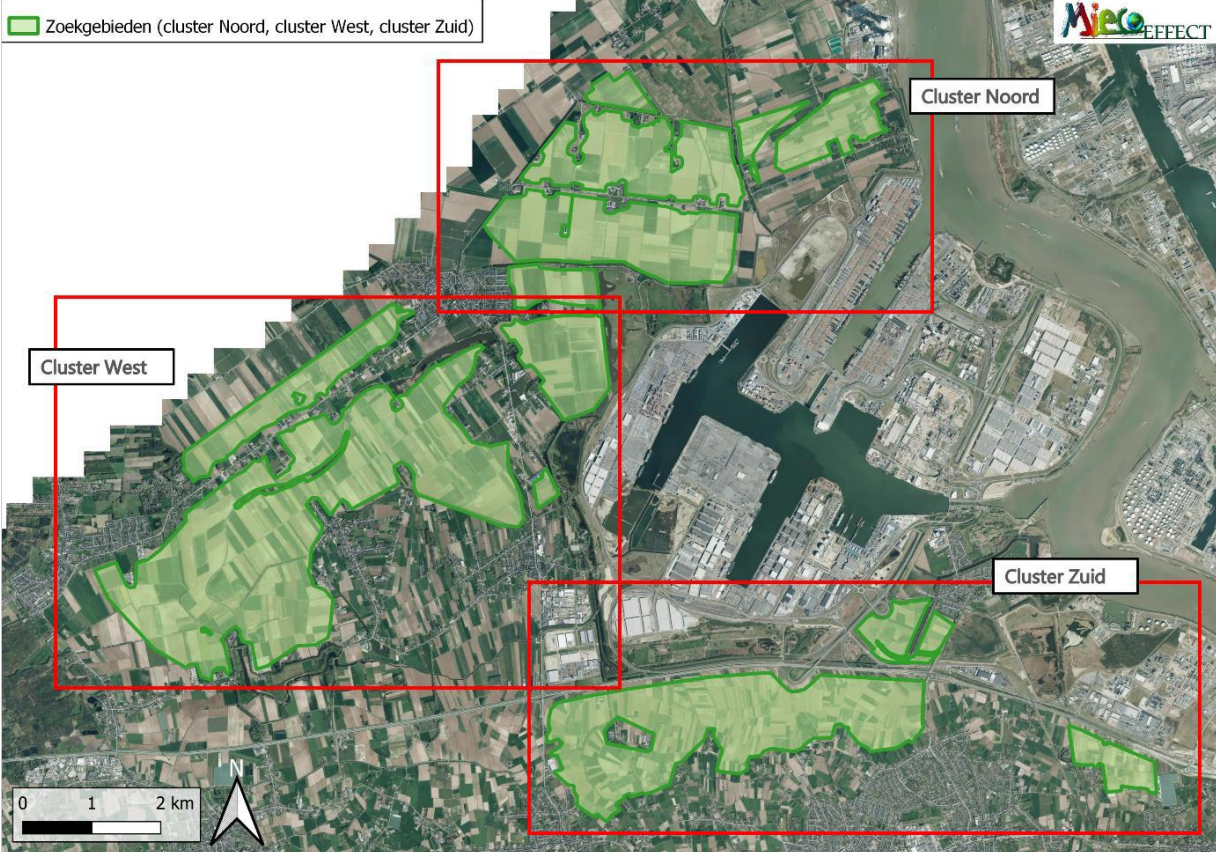 Zoekgebieden (cluster Noord, cluster West, cluster Zuid)
Mieco EFFECT
Cluster Noord
Cluster West
Cluster Zuid
N
0 1 2 km